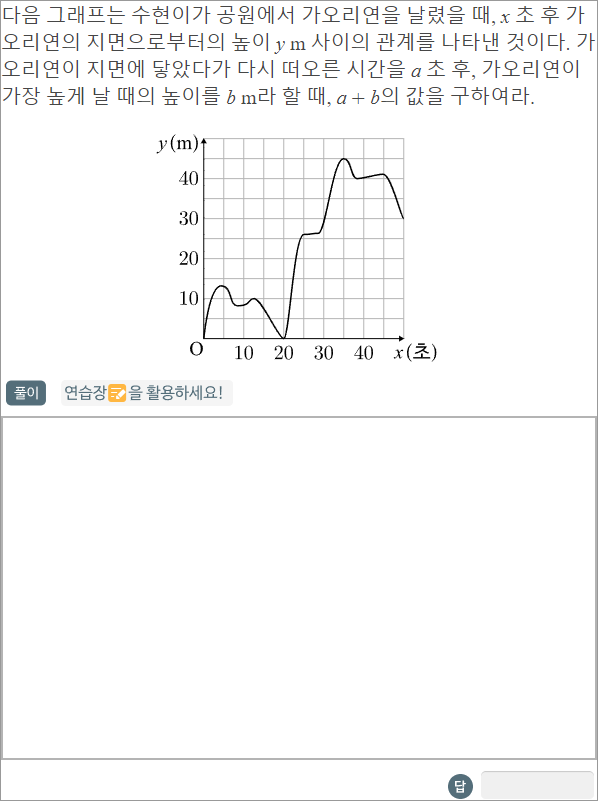 다음 그래프는 수현이가 공원에서 가오리연을 날렸을 때, x 초 후 가
오리연의 지면으로부터의 높이 y m 사이의 관계를 나타낸 것이다. 가
오리연이 지면에 닿았다가 다시 떠오른 시간을 a 초 후, 가오리연이
가장 높게 날 때의 높이를 b m라 할 때, a + b의 값을 구하여라.
y(m)
40
30
20
10
O 10 20 30 40 x(초)
풀이 연습장을 활용하세요!
답